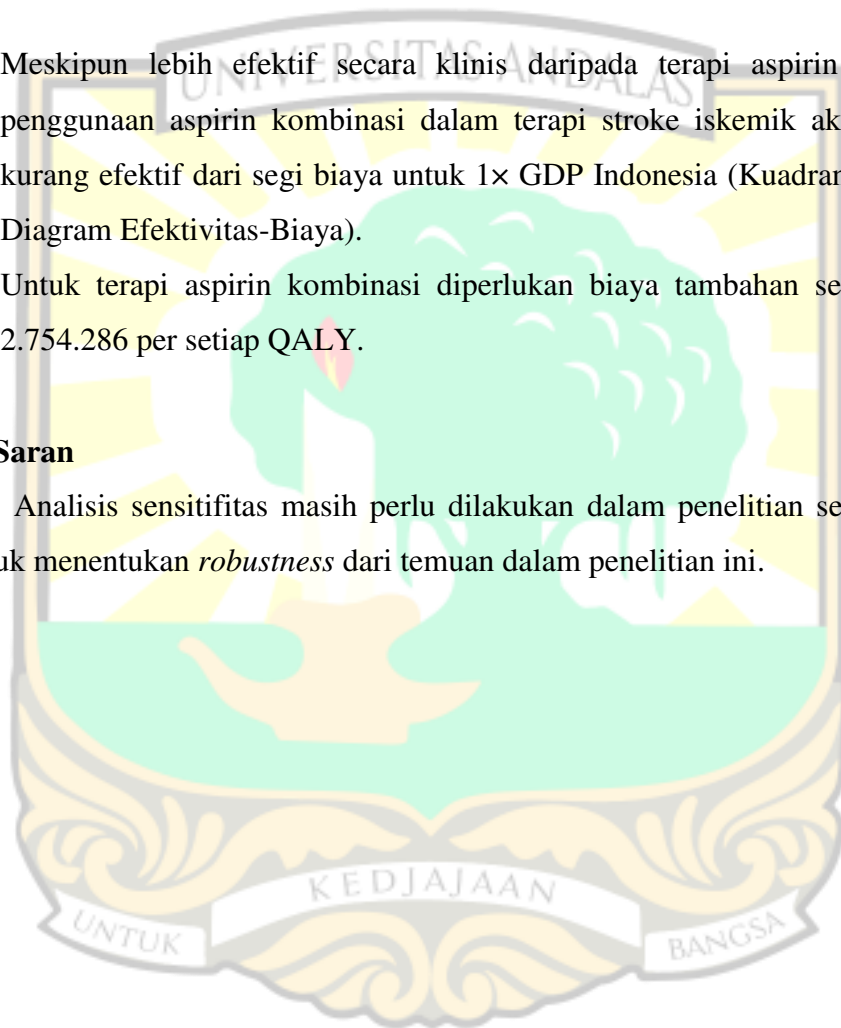 UNIVERSITAS ANDALAS
Meskipun lebih efektif secara klinis daripada terapi aspirin
penggunaan aspirin kombinasi dalam terapi stroke iskemik ak
kurang efektif dari segi biaya untuk 1× GDP Indonesia (Kuadran
Diagram Efektivitas-Biaya).
Untuk terapi aspirin kombinasi diperlukan biaya tambahan se
2.754.286 per setiap QALY.
Saran
Analisis sensitifitas masih perlu dilakukan dalam penelitian se
uk menentukan robustness dari temuan dalam penelitian ini.
UNTUK KEDJAJAAN BANGSA